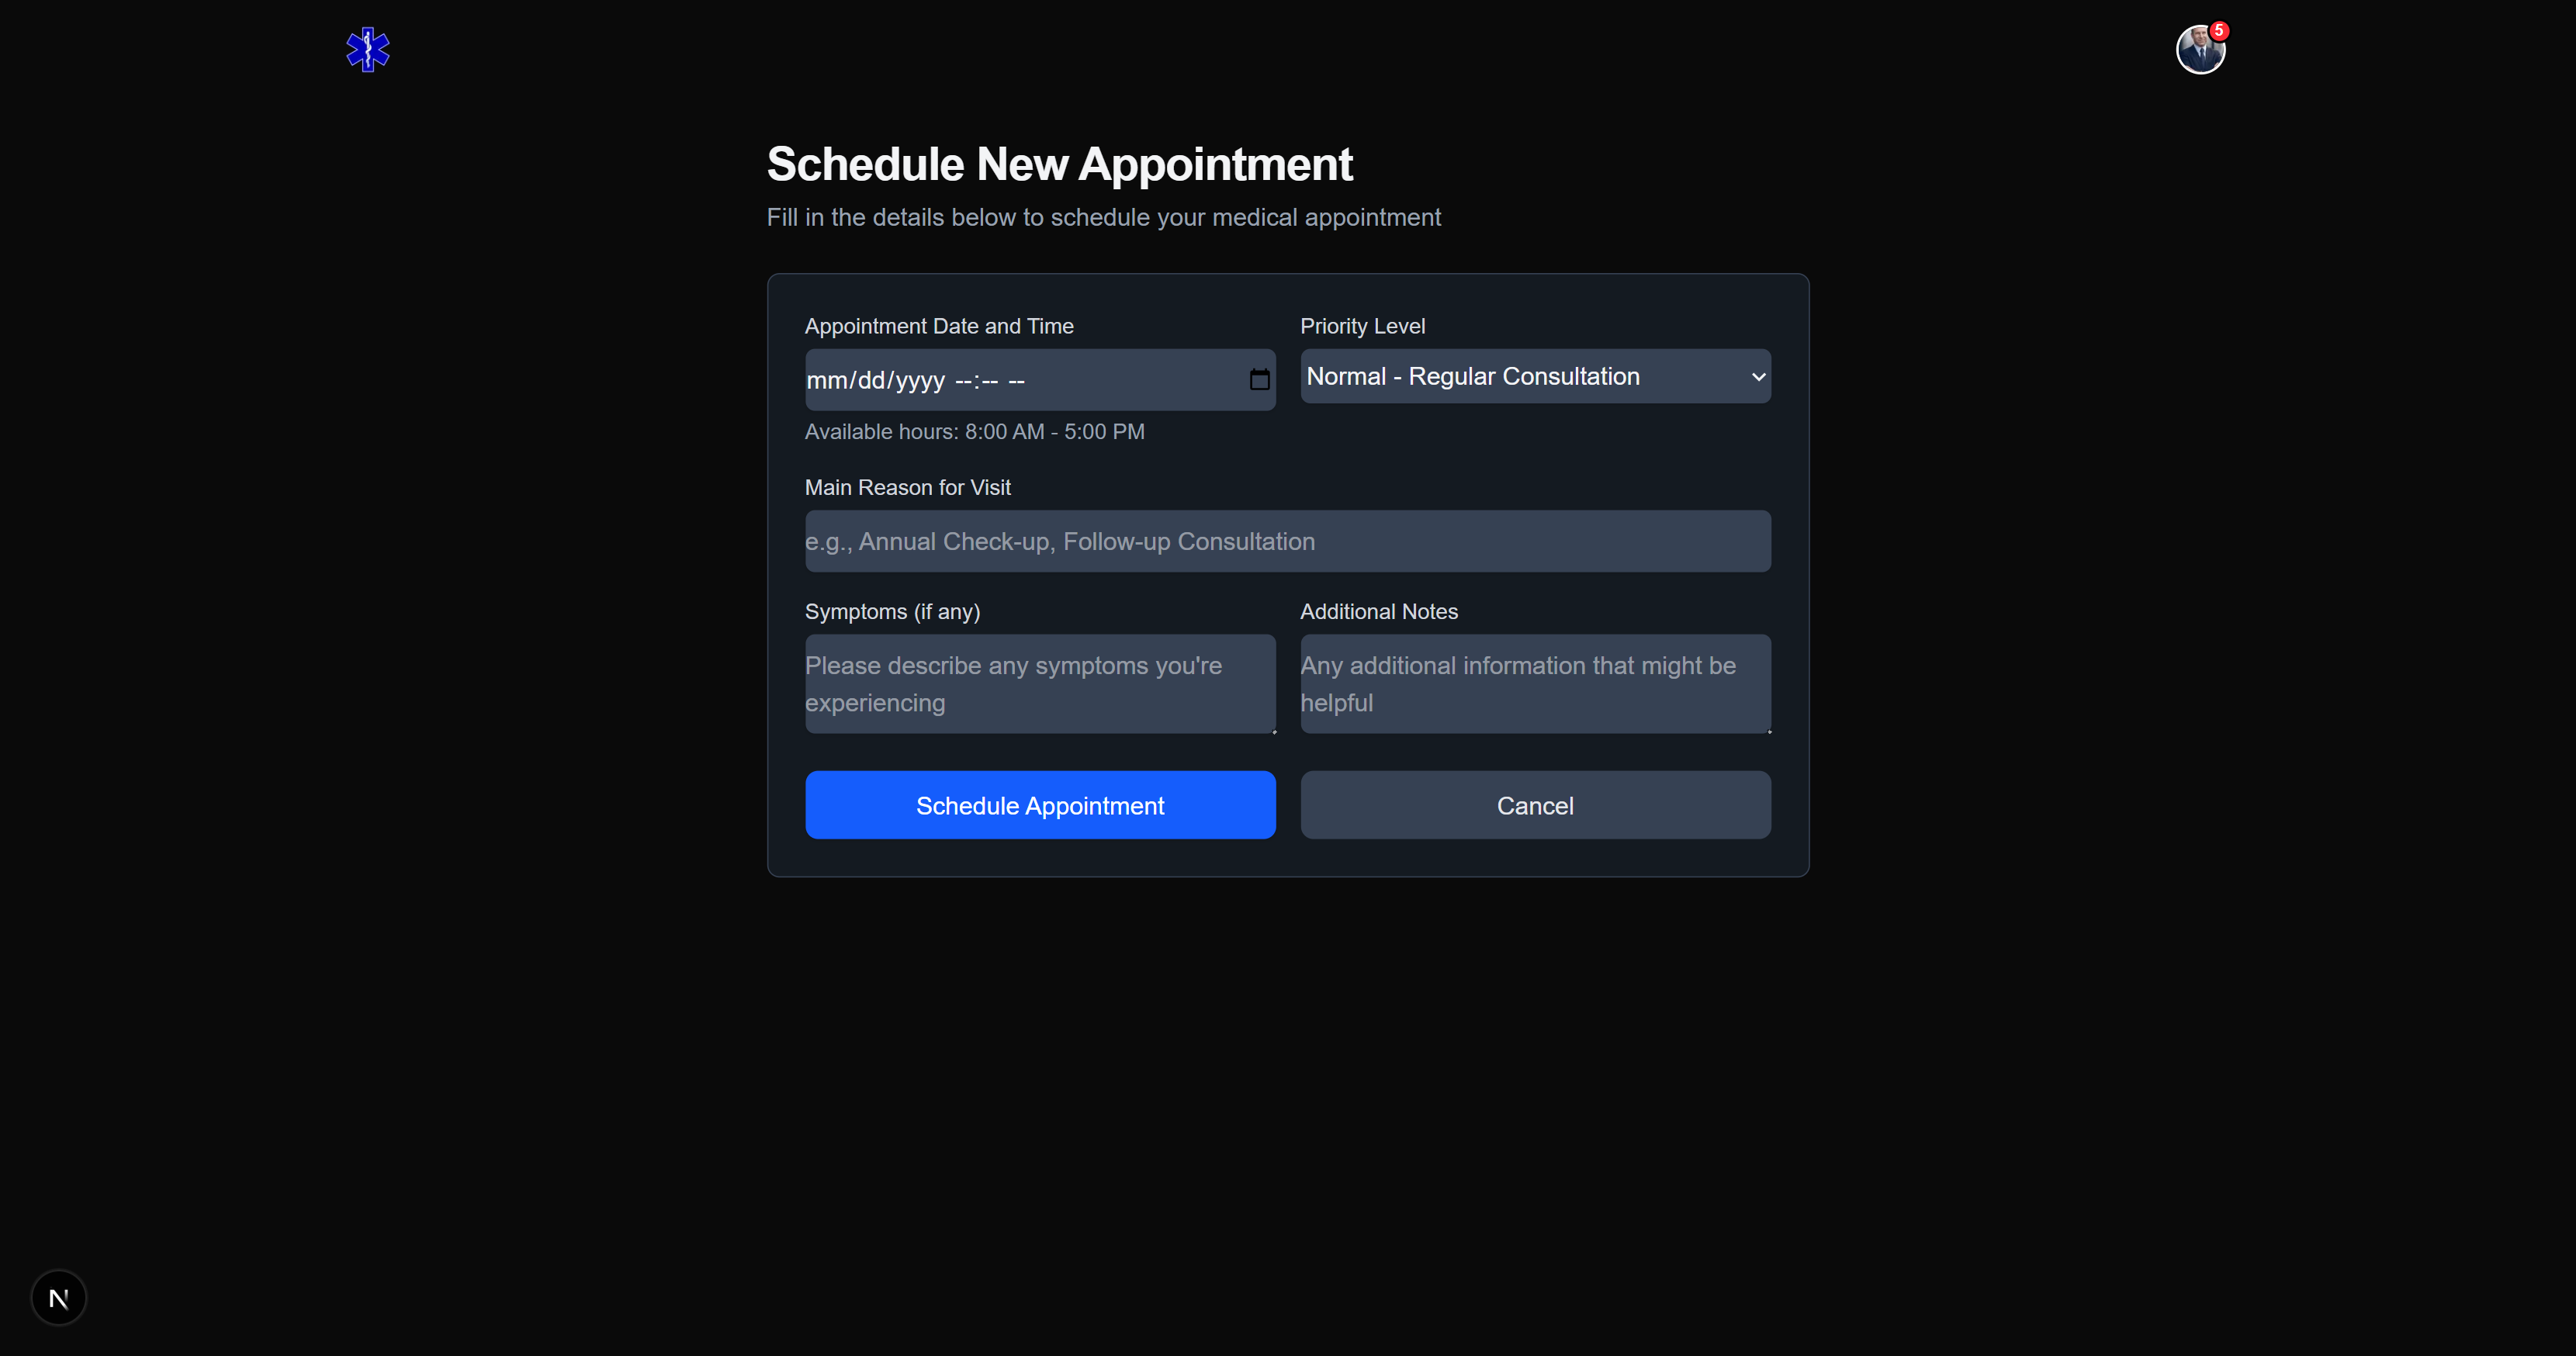 5
Schedule New Appointment
Fill in the details below to schedule your medical appointment
Appointment Date and Time
Priority Level
mm/dd/yyyy --:-- --
Normal - Regular Consultation
Available hours: 8:00 AM - 5:00 PM
Main Reason for Visit
e.g., Annual Check-up, Follow-up Consultation
Symptoms (if any)
Additional Notes
Please describe any symptoms you're
experiencing
Any additional information that might be
helpful
Schedule Appointment
Cancel
N